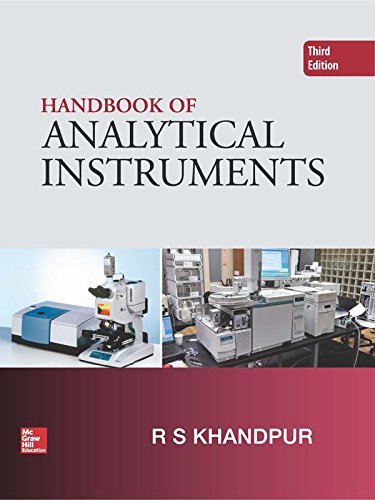 Third
Edition
HANDBOOK OF
ANALYTICAL
INSTRUMENTS
Mc
Graw
Hill
Education
R S KHANDPUR